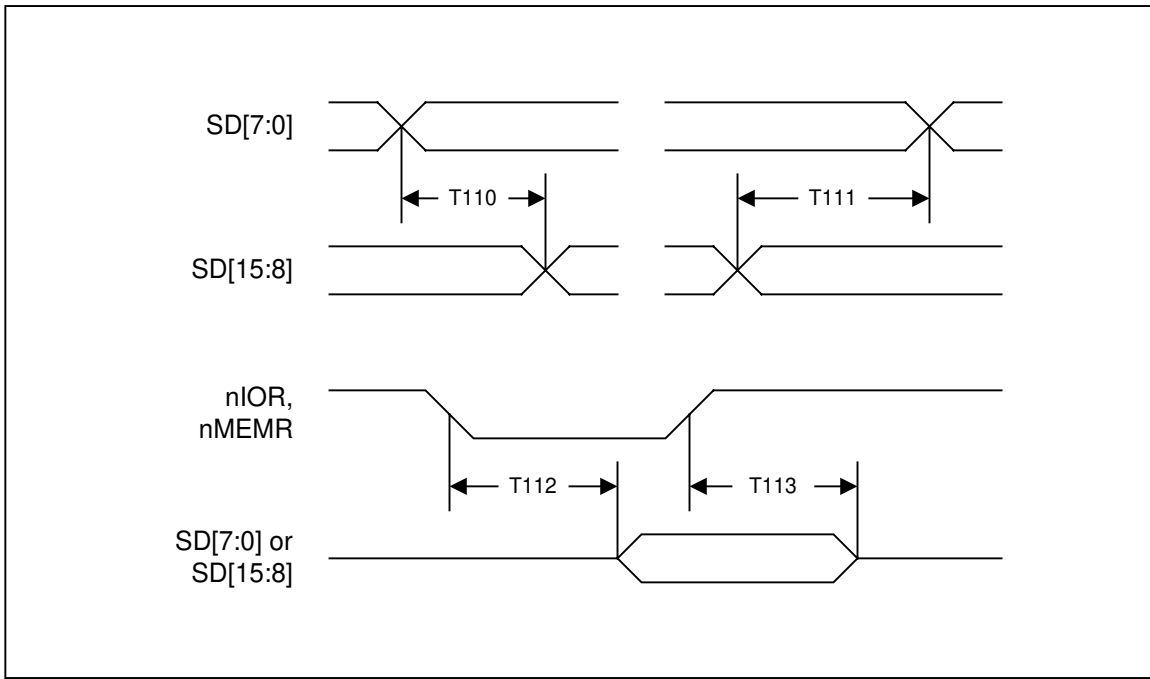 SD[7:0]
T110
T111
SD[15:8]
nIOR,
nMEMR
T112
T113
SD[7:0] or
SD[15:8]